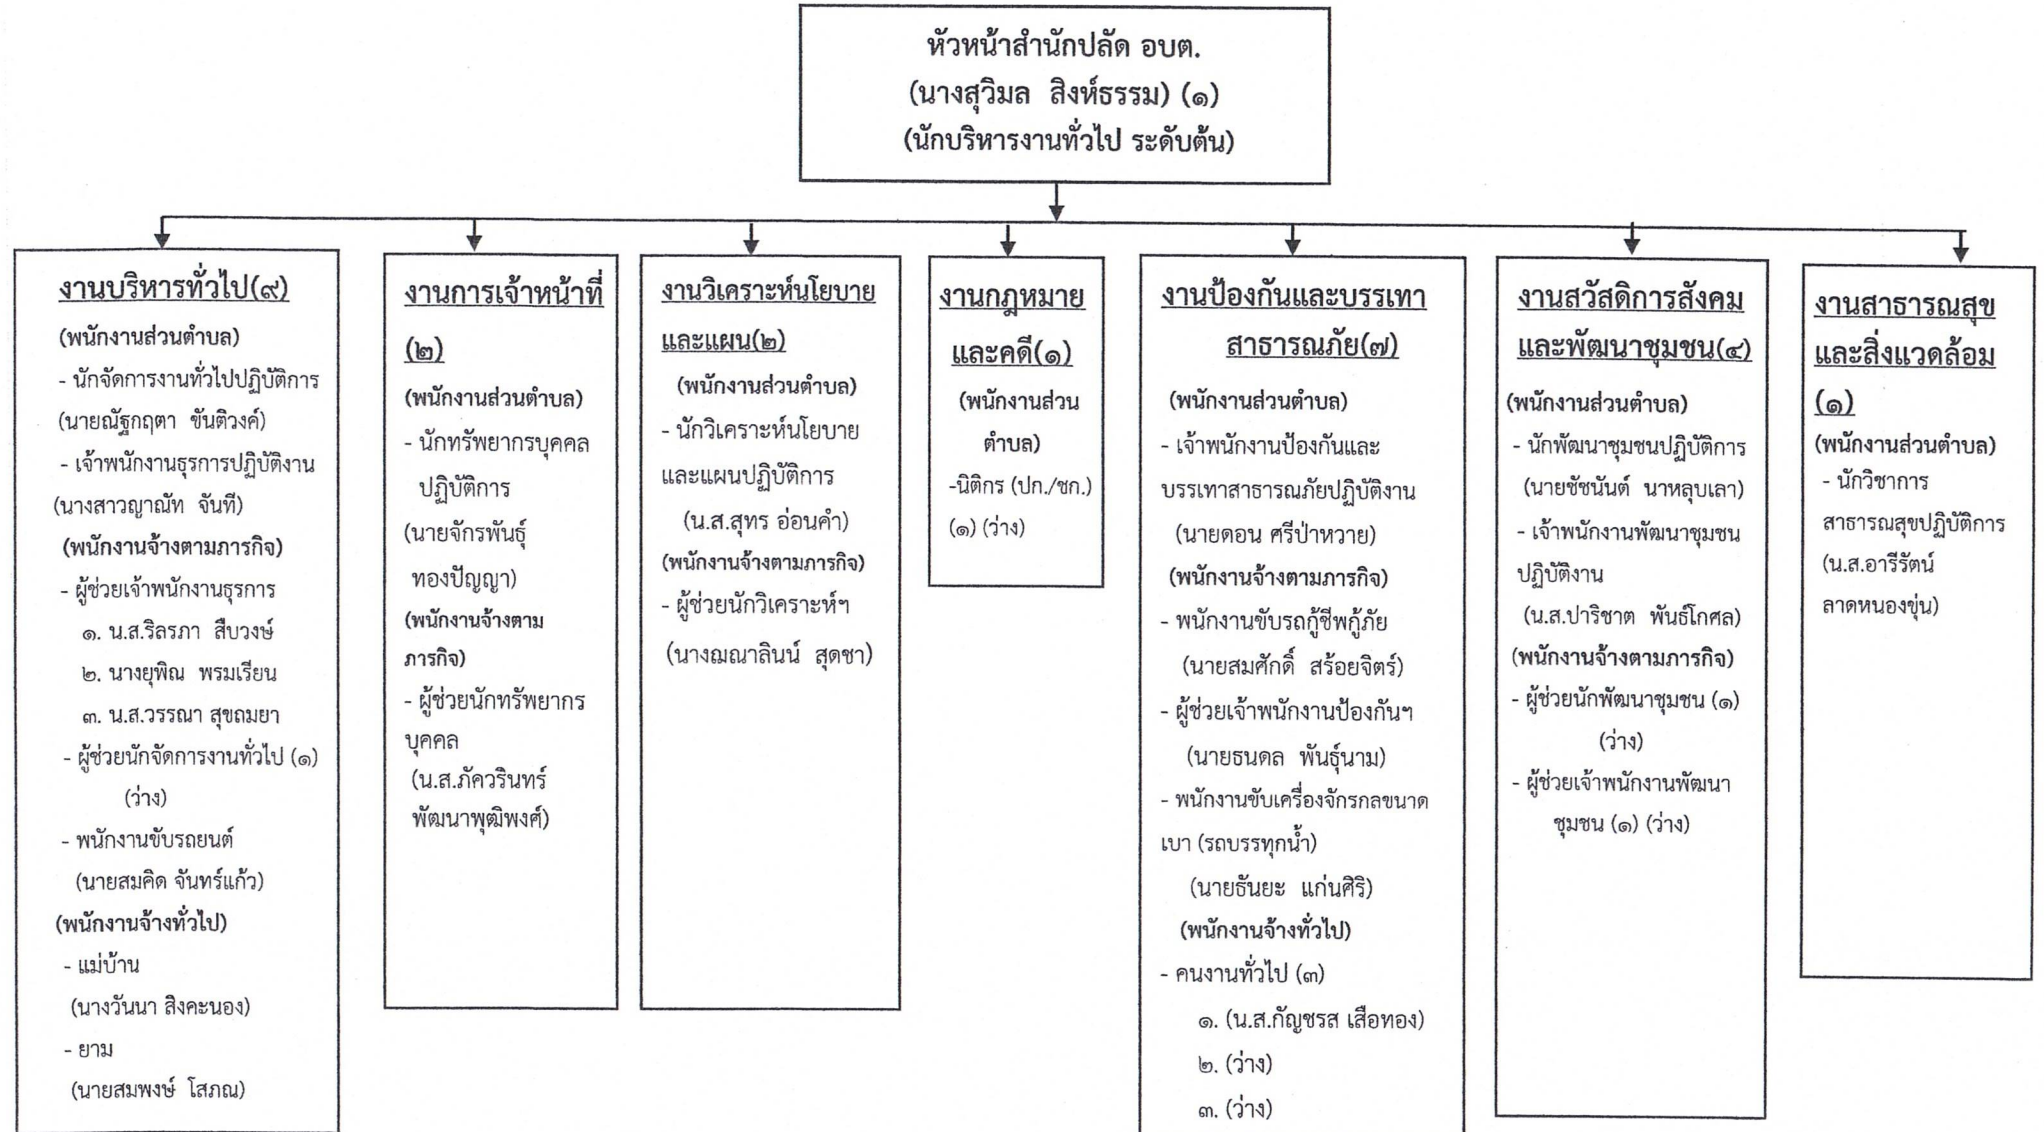 หัวหน้าสำนักปลัด อบต.
(นางสุวิมล สิงห์ธรรม) (๑)
(นักบริหารงานทั่วไป ระดับต้น)
งานบริหารทั่วไป(๙)
(พนักงานส่วนตำบล)
- นักจัดการงานทั่วไปปฏิบัติการ
(นายณัฐกฤตา ขันติวงค์)
- เจ้าพนักงานธุรการปฏิบัติงาน
(นางสาวญาณัท จันที)
(พนักงานจ้างตามภารกิจ)
- ผู้ช่วยเจ้าพนักงานธุรการ
๑. น.ส.ริลรภา สืบวงษ์
๒. นางยุพิณ พรมเรียน
๓. น.ส.วรรณา สุขถมยา
- ผู้ช่วยนักจัดการงานทั่วไป (๑)
(ว่าง)
- พนักงานขับรถยนต์
(นายสมคิด จันทร์แก้ว)
(พนักงานจ้างทั่วไป)
- แม่บ้าน
(นางวันนา สิงคะนอง)
- ยาม
(นายสมพงษ์ โสภณ)
งานการเจ้าหน้าที่
(๒)
(พนักงานส่วนตำบล)
- นักทรัพยากรบุคคล
ปฏิบัติการ
(นายจักรพันธุ์
ทองปัญญา)
(พนักงานจ้างตาม
ภารกิจ)
- ผู้ช่วยนักทรัพยากร
บุคคล
(น.ส.ภัควรินทร์
พัฒนาพุฒิพงศ์)
งานวิเคราะห์นโยบาย
และแผน(๒)
(พนักงานส่วนตำบล)
- นักวิเคราะห์นโยบาย
และแผนปฏิบัติการ
(น.ส.สุทร อ่อนคำ)
(พนักงานจ้างตามภารกิจ)
- ผู้ช่วยนักวิเคราะห์ฯ
(นางฌณาลินน์ สุดชา)
งานกฎหมาย
และคดี(๑)
(พนักงานส่วน
ตำบล)
-นิติกร (ปก./ชก.)
(๑) (ว่าง)
งานป้องกันและบรรเทา
สาธารณภัย(๗)
(พนักงานส่วนตำบล)
- เจ้าพนักงานป้องกันและ
บรรเทาสาธารณภัยปฏิบัติงาน
(นายดอน ศรีป่าหวาย)
(พนักงานจ้างตามภารกิจ)
- พนักงานขับรถกู้ชีพกู้ภัย
(นายสมศักดิ์ สร้อยจิตร์)
- ผู้ช่วยเจ้าพนักงานป้องกันฯ
(นายธนดล พันธุ์นาม)
- พนักงานขับเครื่องจักรกลขนาด
เบา (รถบรรทุกน้ำ)
(นายธันยะ แก่นศิริ)
(พนักงานจ้างทั่วไป)
- คนงานทั่วไป (๓)
๑. (น.ส.กัญชรส เสือทอง)
๒. (ว่าง)
๓. (ว่าง)
งานสวัสดิการสังคม
และพัฒนาชุมชน(๔)
(พนักงานส่วนตำบล)
- นักพัฒนาชุมชนปฏิบัติการ
(นายชัชนันต์ นาหลุบเลา)
- เจ้าพนักงานพัฒนาชุมชน
ปฏิบัติงาน
(น.ส.ปาริชาต พันธ์โกศล)
(พนักงานจ้างตามภารกิจ)
- ผู้ช่วยนักพัฒนาชุมชน (๑)
(ว่าง)
- ผู้ช่วยเจ้าพนักงานพัฒนา
ชุมชน (๑) (ว่าง)
งานสาธารณสุข
และสิ่งแวดล้อม
(๑)
(พนักงานส่วนตำบล)
- นักวิชาการ
สาธารณสุขปฏิบัติการ
(น.ส.อารีรัตน์
ลาดหนองขุ่น)